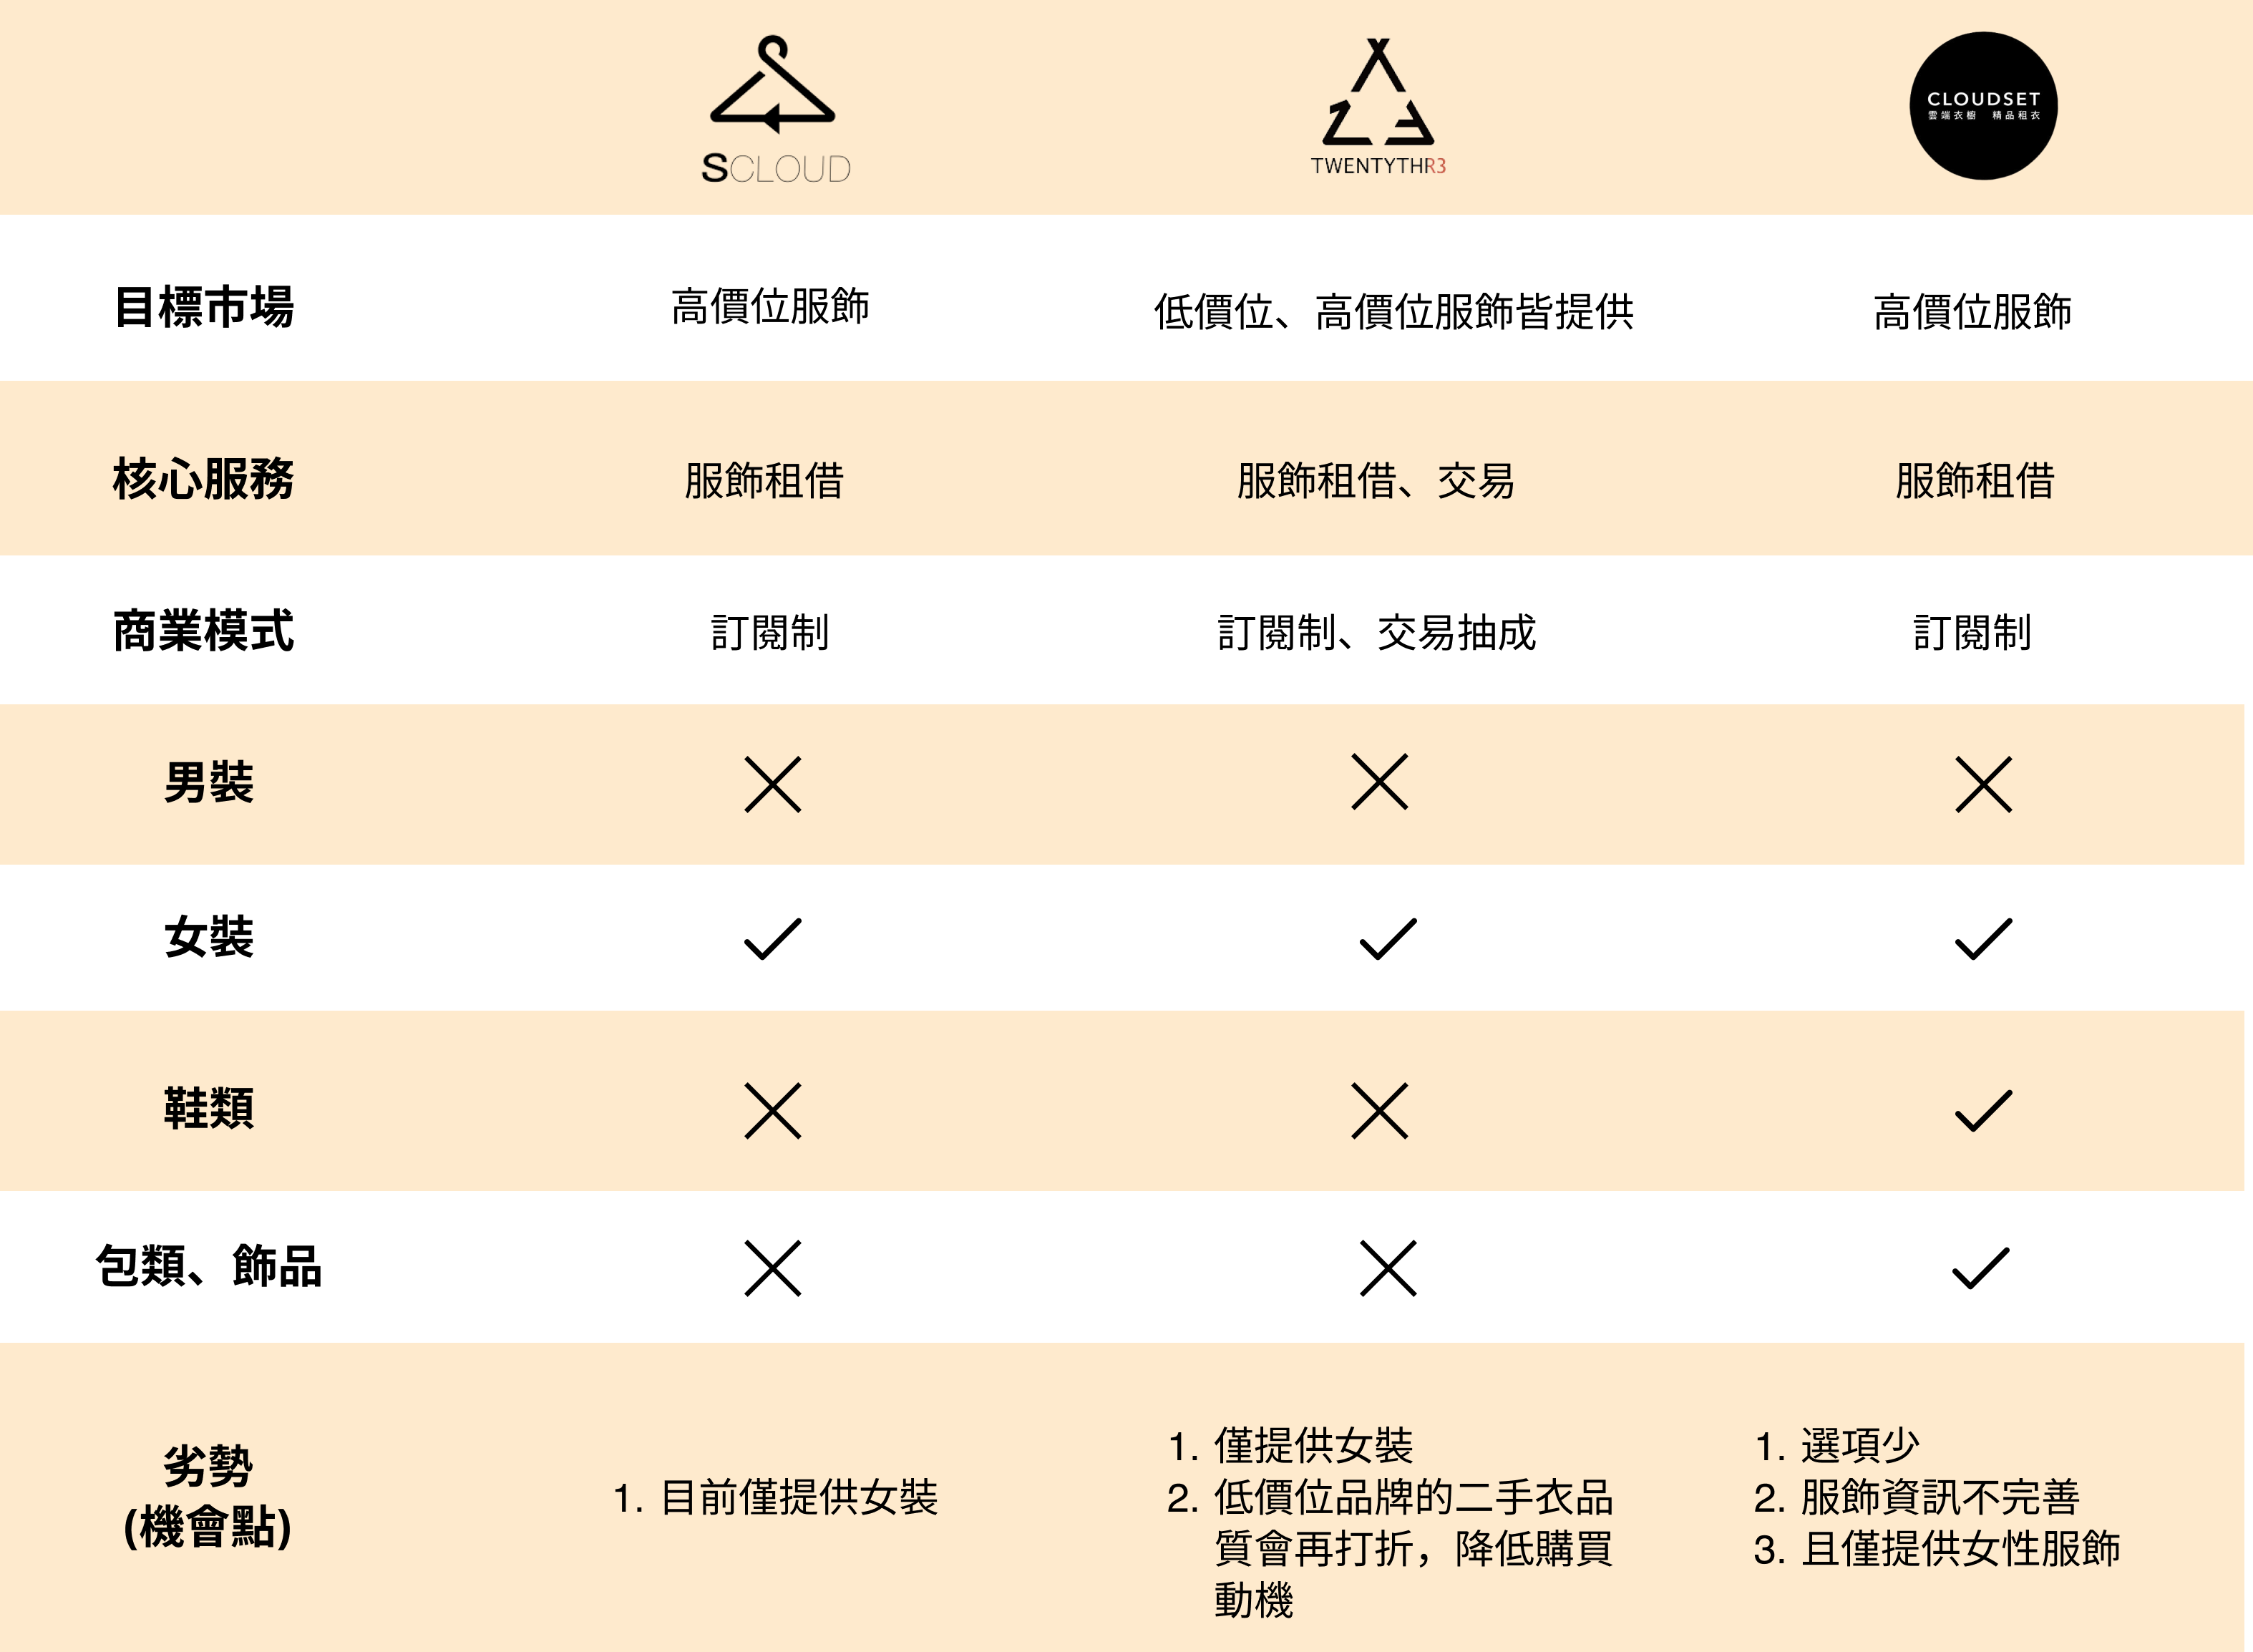 SCLOUD
TWENTYTHR3
CLOUDSET
雲端衣櫥 精品租衣
目標市場
高價位服飾
低價位、高價位服飾皆提供
高價位服飾
核心服務
服飾租借
服飾租借、交易
服飾租借
商業模式
訂閱制
訂閱制、交易抽成
訂閱制
男裝
女裝
鞋類
包類、飾品
劣勢
(機會點)
1. 目前僅提供女裝
1. 僅提供女裝
2. 低價位品牌的二手衣品
質會再打折，降低購買
動機
1. 選項少
2. 服飾資訊不完善
3. 且僅提供女性服飾